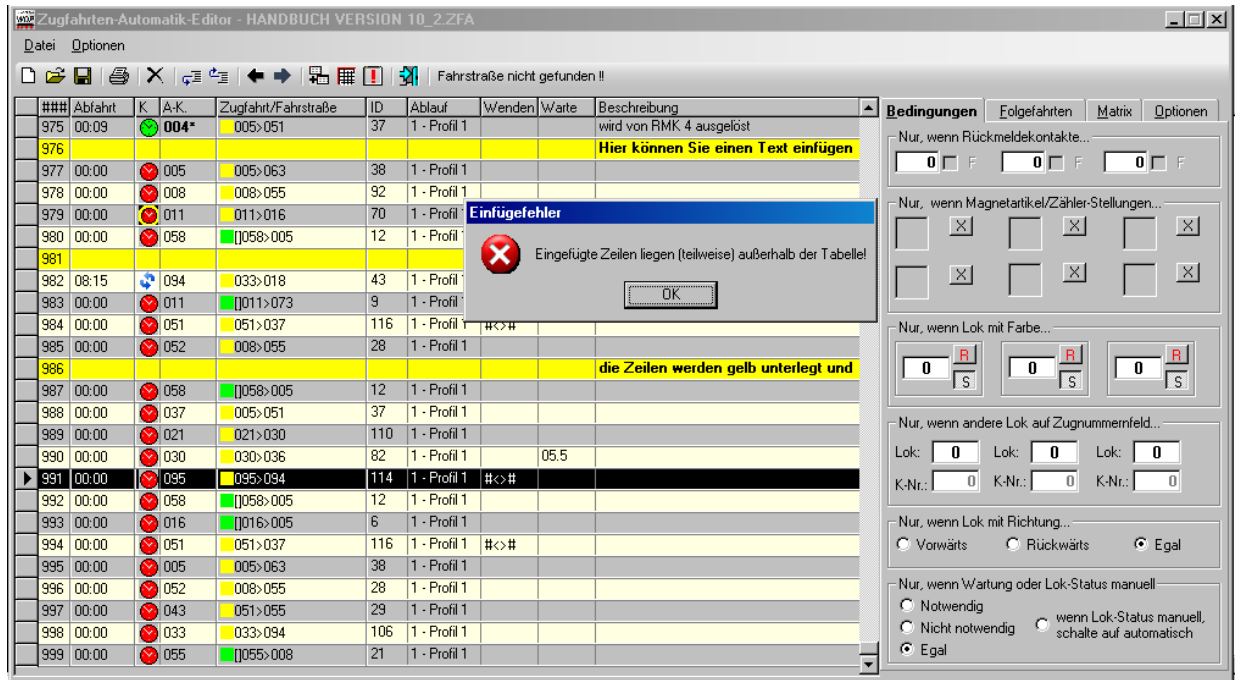 Zugfahrten-Automatik-Editor - HANDBUCH VERSION 10_2.ZFA
Datei Optionen
Fahrstraße nicht gefunden !!
### Abfahrt K A-K. Zugfahrt/Fahrstraße ID Ablauf Wenden Warte Beschreibung
975 00:09 004* 005>051 37 1 - Profil 1 wird von RMK 4 ausgelöst
976 Hier können Sie einen Text einfügen
977 00:00 005 005>063 38 1 - Profil 1
978 00:00 008 008>055 92 1 - Profil 1
979 00:00 011 011>016 70 1 - Profil
980 00:00 058 []058>005 12 1 - Profil
981
982 08:15 094 033>018 43 1 - Profil
983 00:00 011 []011>073 9 1 - Profil
984 00:00 051 051>037 116 1 - Profil 1 #<>#
985 00:00 052 008>055 28 1 - Profil 1
986 die Zeilen werden gelb unterlegt und
987 00:00 058 []058>005 12 1 - Profil 1
988 00:00 037 005>051 37 1 - Profil 1
989 00:00 021 021>030 110 1 - Profil 1
990 00:00 030 030>036 82 1 - Profil 1 05.5
991 00:00 095 095>094 114 1 - Profil 1 #<>#
992 00:00 058 []058>005 12 1 - Profil 1
993 00:00 016 []016>005 6 1 - Profil 1
994 00:00 051 051>037 116 1 - Profil 1 #<>#
995 00:00 005 005>063 38 1 - Profil 1
996 00:00 052 008>055 28 1 - Profil 1
997 00:00 043 051>055 29 1 - Profil 1
998 00:00 033 033>094 106 1 - Profil 1
999 00:00 055 []055>008 21 1 - Profil 1
Einfügefehler
Eingefügte Zeilen liegen (teilweise) außerhalb der Tabelle!
OK
Bedingungen Folgefahrten Matrix Optionen
Nur, wenn Rückmeldekontakte...
0 F 0 F 0 F
Nur, wenn Magnetartikel/Zähler-Stellungen...
X X X
X X X
Nur, wenn Lok mit Farbe...
0 R S 0 R S 0 R S
Nur, wenn andere Lok auf Zugnummernfeld...
Lok: 0 Lok: 0 Lok: 0
K-Nr.: 0 K-Nr.: 0 K-Nr.: 0
Nur, wenn Lok mit Richtung...
Vorwärts Rückwärts Egal
Nur, wenn Wartung oder Lok-Status manuell
Notwendig
Nicht notwendig
Egal
wenn Lok-Status manuell,
schalte auf automatisch